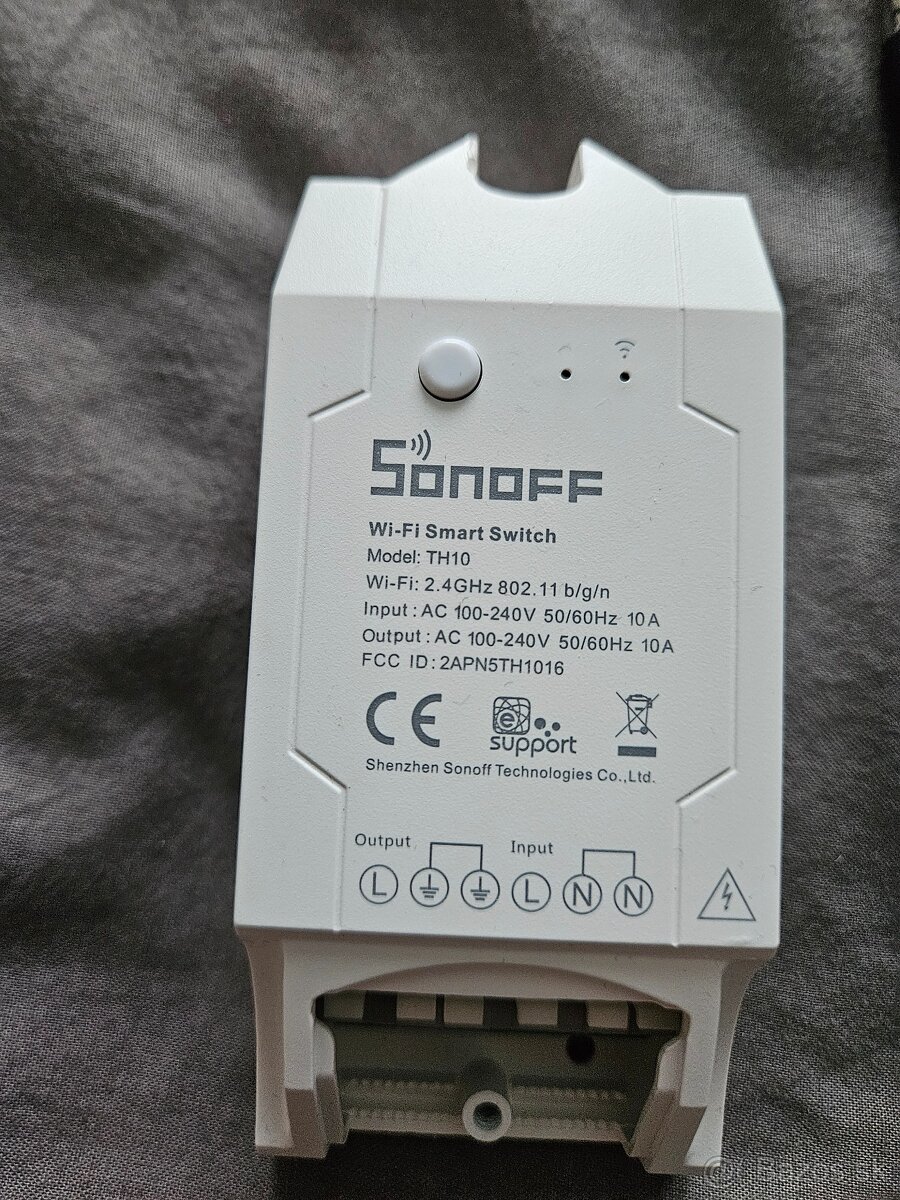 SONOFF
Wi-Fi Smart Switch
Model: TH10
Wi-Fi: 2.4GHz 802.11 b/g/n
Input : AC 100-240V 50/60Hz 10A
Output : AC 100-240V 50/60Hz 10A
FCC ID: 2APN5TH1016
CE
e support
Shenzhen Sonoff Technologies Co.,Ltd.
Output Input
L L N N